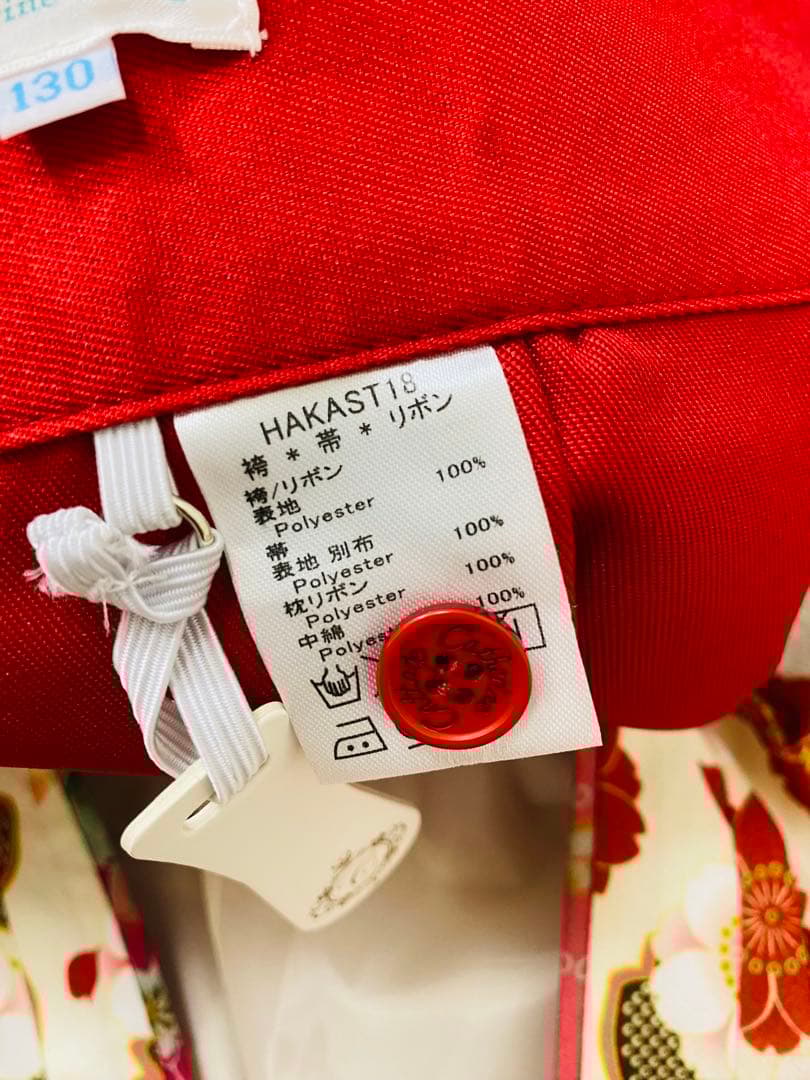 130
HAKAST18
袴 * 帯 * リボン
袴/リボン
表地
Polyester 100%
帯
表地 別布
Polyester 100%
枕リボン
Polyester 100%
中綿
100%